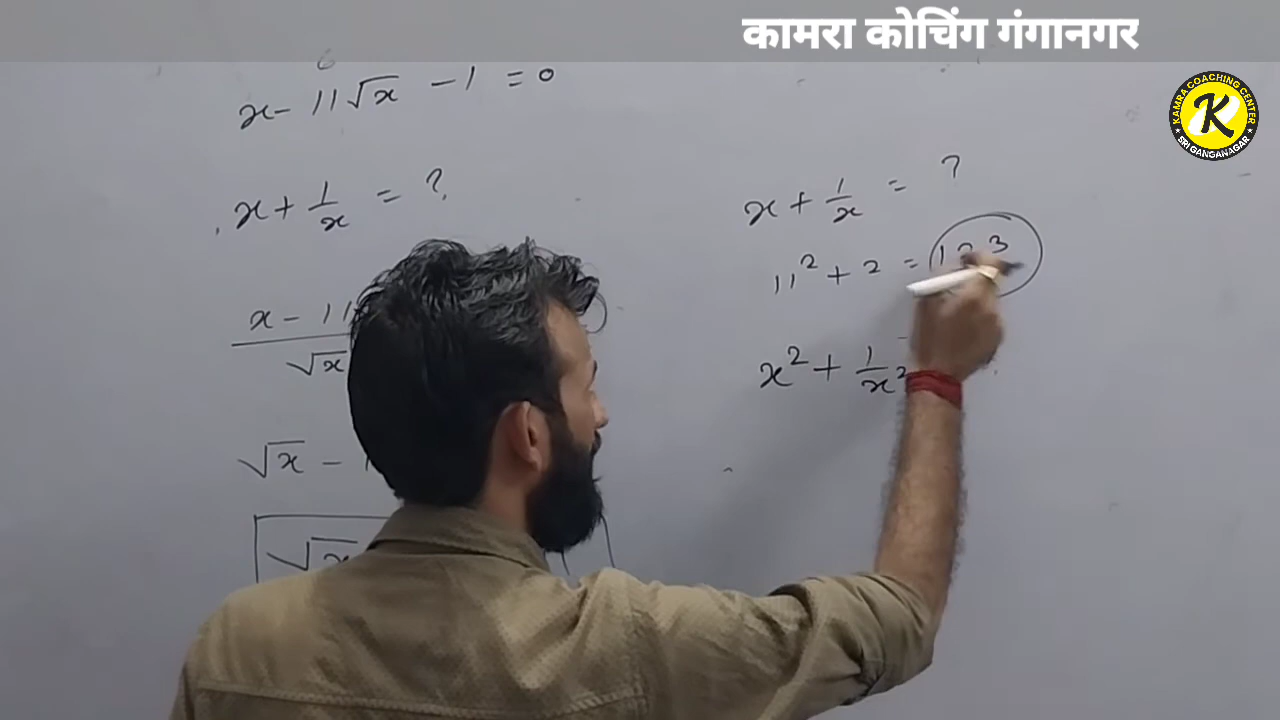 कामरा कोचिंग गंगानगर
KAMRA COACHING CENTER
K
SRI GANGANAGAR
x - 11√x - 1 = 0
x + 1/x = ?
x - 11
√x
√x -
√x
x + 1/x = ?
11² + 2 = 123
x² + 1/x²